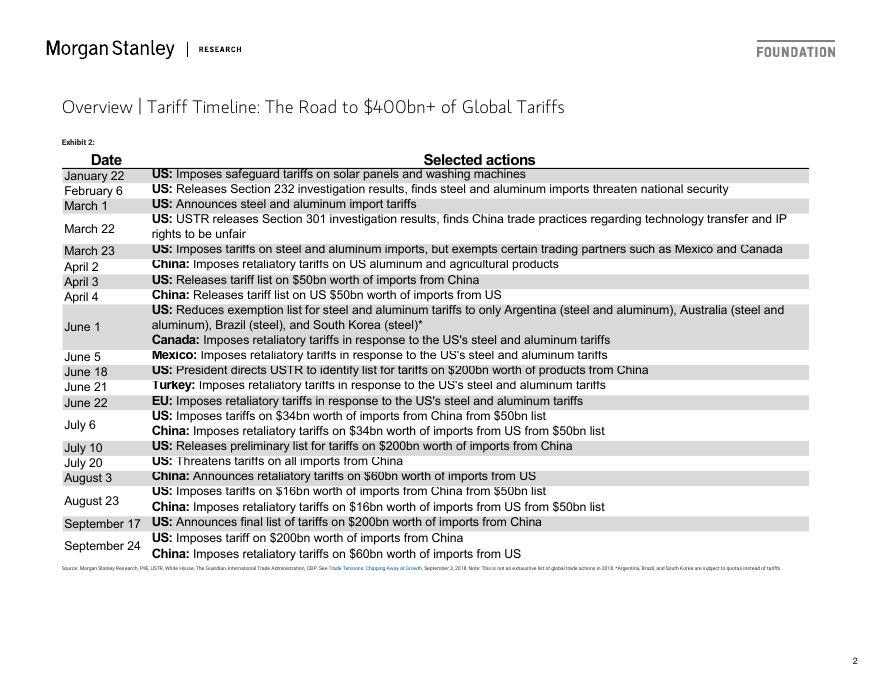 Morgan Stanley | RESEARCH
FOUNDATION
Overview | Tariff Timeline: The Road to $400bn+ of Global Tariffs
Exhibit 2:
Date Selected actions
January 22 US: Imposes safeguard tariffs on solar panels and washing machines
February 6 US: Releases Section 232 investigation results, finds steel and aluminum imports threaten national security
March 1 US: Announces steel and aluminum import tariffs
March 22 US: USTR releases Section 301 investigation results, finds China trade practices regarding technology transfer and IP
rights to be unfair
March 23 US: Imposes tariffs on steel and aluminum imports, but exempts certain trading partners such as Mexico and Canada
April 2 China: Imposes retaliatory tariffs on US aluminum and agricultural products
April 3 US: Releases tariff list on $50bn worth of imports from China
April 4 China: Releases tariff list on US $50bn worth of imports from US
June 1 US: Reduces exemption list for steel and aluminum tariffs to only Argentina (steel and aluminum), Australia (steel and
aluminum), Brazil (steel), and South Korea (steel)*
Canada: Imposes retaliatory tariffs in response to the US's steel and aluminum tariffs
June 5 Mexico: Imposes retaliatory tariffs in response to the US's steel and aluminum tariffs
June 18 US: President directs USTR to identify list for tariffs on $200bn worth of products from China
June 21 Turkey: Imposes retaliatory tariffs in response to the US's steel and aluminum tariffs
June 22 EU: Imposes retaliatory tariffs in response to the US's steel and aluminum tariffs
July 6 US: Imposes tariffs on $34bn worth of imports from China from $50bn list
China: Imposes tariffs on $34bn worth of imports from US from $50bn list
July 10 US: Releases preliminary list for tariffs on $200bn worth of imports from China
July 20 US: Threatens tariffs on all imports from China
August 3 China: Announces retaliatory tariffs on $60bn worth of imports from US
August 23 US: Imposes tariffs on $16bn worth of imports from China from $50bn list
China: Imposes retaliatory tariffs on $16bn worth of imports from US from $50bn list
September 17 US: Announces final list of tariffs on $200bn worth of imports from China
September 24 US: Imposes tariff on $200bn worth of imports from China
China: Imposes retaliatory tariffs on $60bn worth of imports from US
Source: Morgan Stanley Research, PIIE, USTR, White House, The Guardian, International Trade Administration, CBP. See Trade Tensions: Chipping Away at Growth, September 3, 2018. Note: This is not an exhaustive list of global trade actions in 2018. *Argentina, Brazil, and South Korea are subject to quotas instead of tariffs.
2